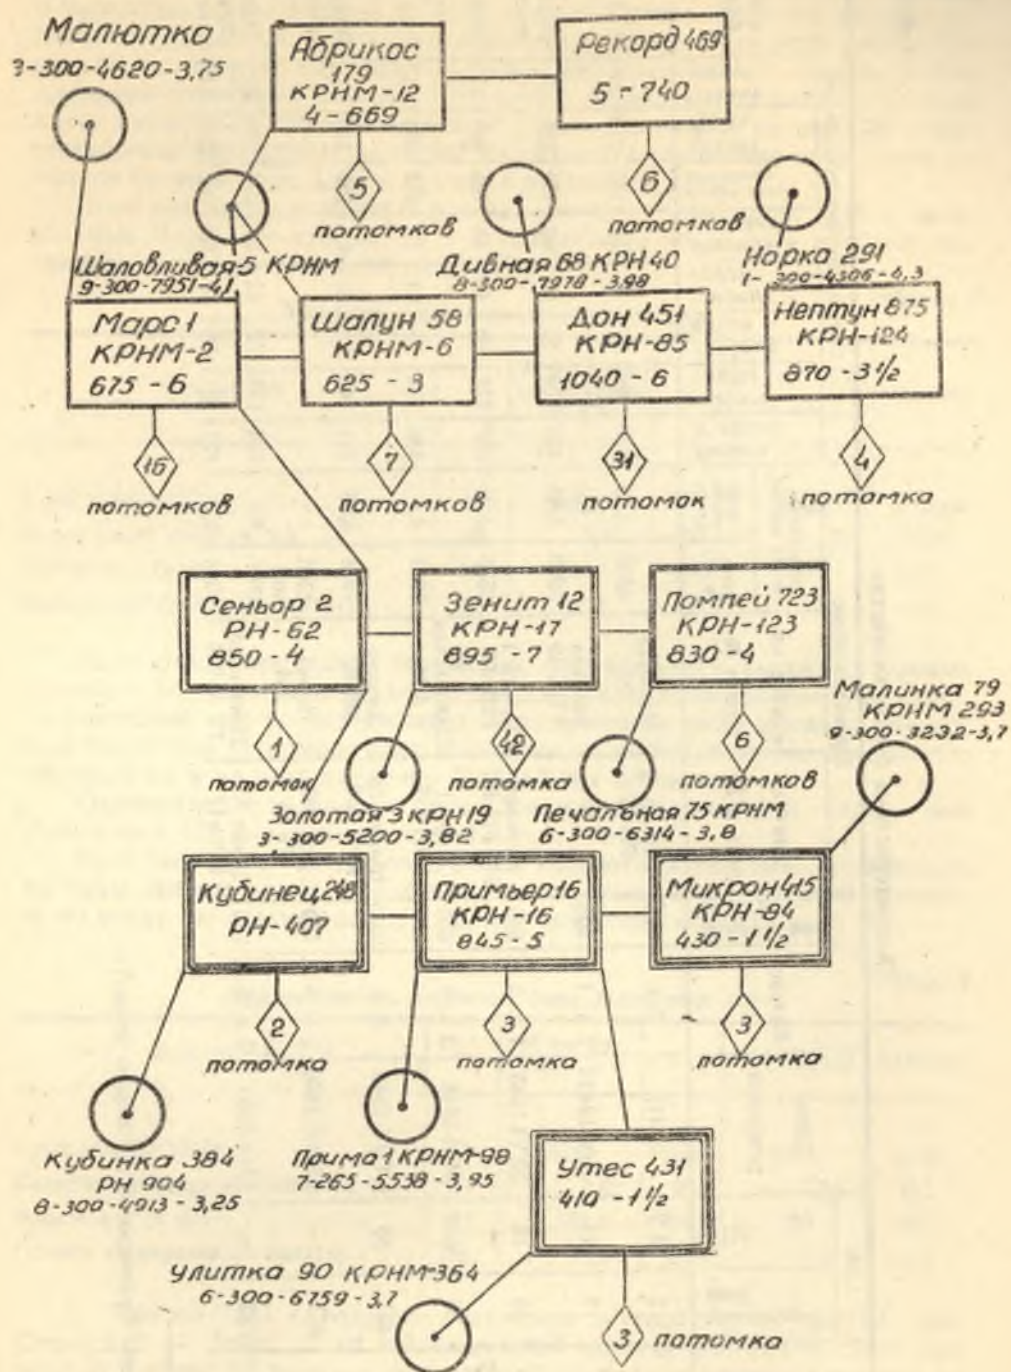 Малютка
3-300-4620-3,75
Абрикос
179
КРНМ-12
4-669
Рекорд 469
5-740
5
потомков
6
потомков
Шаловливая 5 КРНМ
9-300-7951-4,1
Дивная 68 КРН 40
8-300-7978-3,98
Норка 291
1-300-4306-4,3
Марс 1
КРНМ-2
675-6
Шалун 58
КРНМ-6
625-3
Дон 451
КРН-85
1040-6
Нептун 875
КРН-124
870-3 1/2
16
потомков
7
потомков
31
потомок
4
потомка
Сеньор 2
РН-62
850-4
Зенит 12
КРН-17
895-7
Помпей 723
КРН-123
830-4
Малинка 79
КРНМ 293
9-300-3232-3,7
1
потомок
42
потомка
6
потомков
Золотая 3 КРН 19
3-300-5200-3,82
Печальная 75 КРНМ
6-300-6314-3,8
Кубинец 248
РН-407
Примьер 16
КРН-16
845-5
Микрон 415
КРН-84
430-1 1/2
2
потомка
3
потомка
3
потомка
Кубинка 384
РН 904
8-300-4913-3,25
Прима 1 КРНМ-98
7-265-5538-3,95
Утес 431
410-1 1/2
Улитка 90 КРНМ-364
6-300-6759-3,7
3 потомка